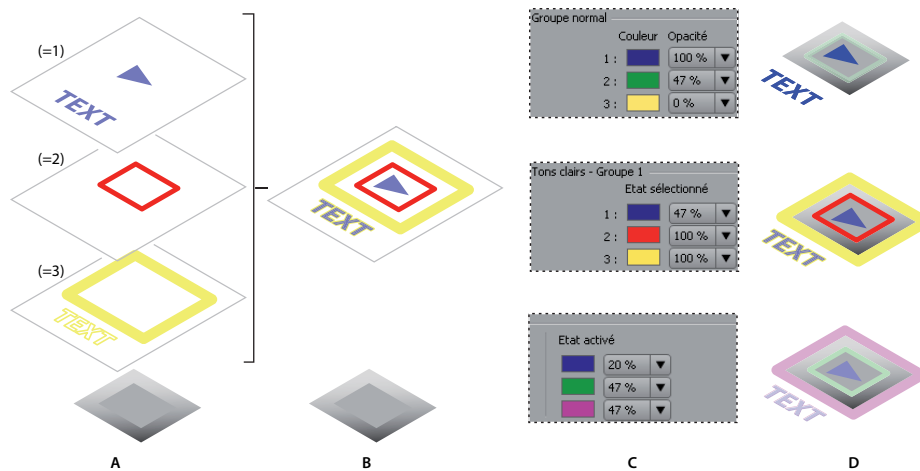 (=1)
TEXT
(=2)
(=3)
TEXT
A
TEXT
B
Groupe normal
Couleur Opacité
1 : 100 %
2 : 47 %
3 : 0 %
Tons clairs - Groupe 1
Etat sélectionné
1 : 47 %
2 : 100 %
3 : 100 %
Etat activé
20 %
47 %
47 %
C
TEXT
TEXT
TEXT
D